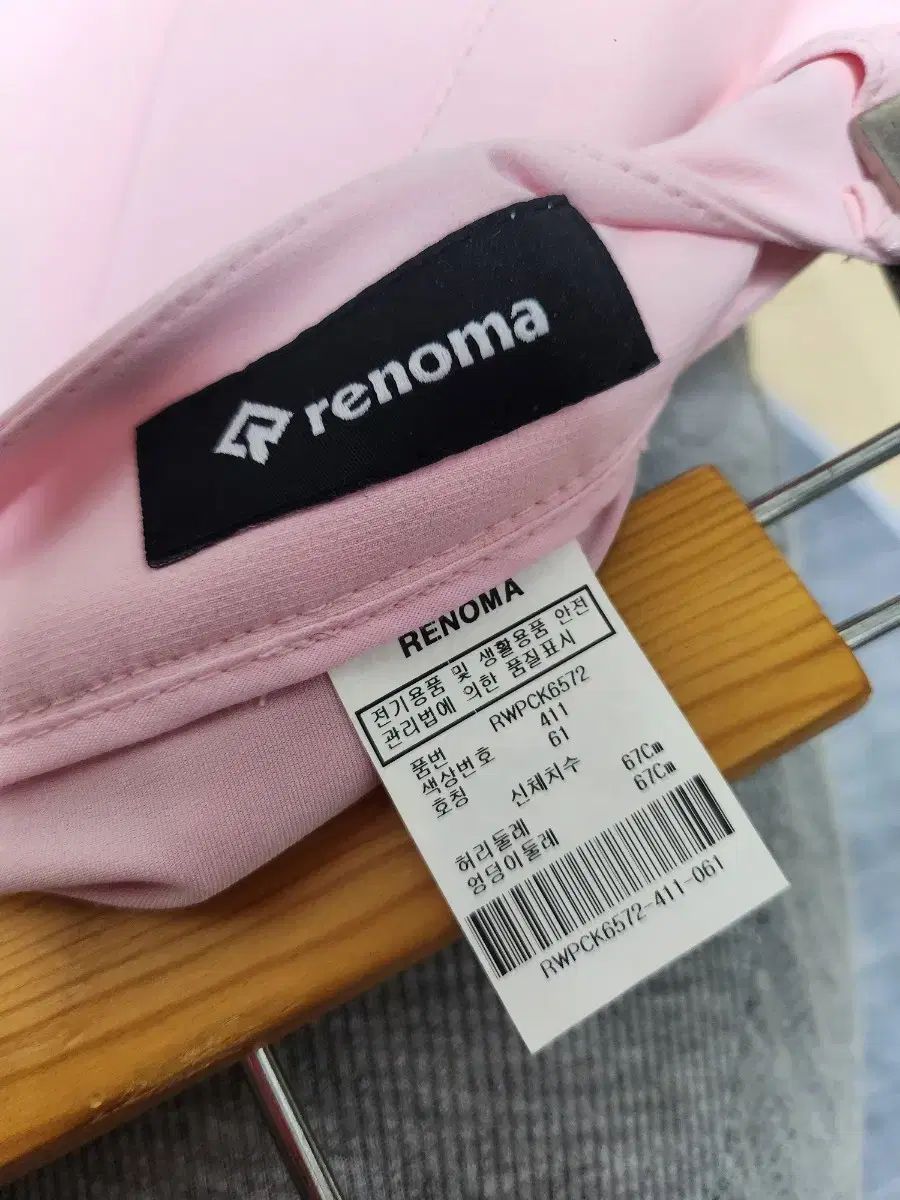 renoma
RENOMA
전기용품 및 생활용품 안전
관리법에 의한 품질표시
품번 RWPCK6572
색상번호 411
호칭 61
신체치수
허리둘레 67Cm
엉덩이둘레 67Cm
RWPCK6572-411-061